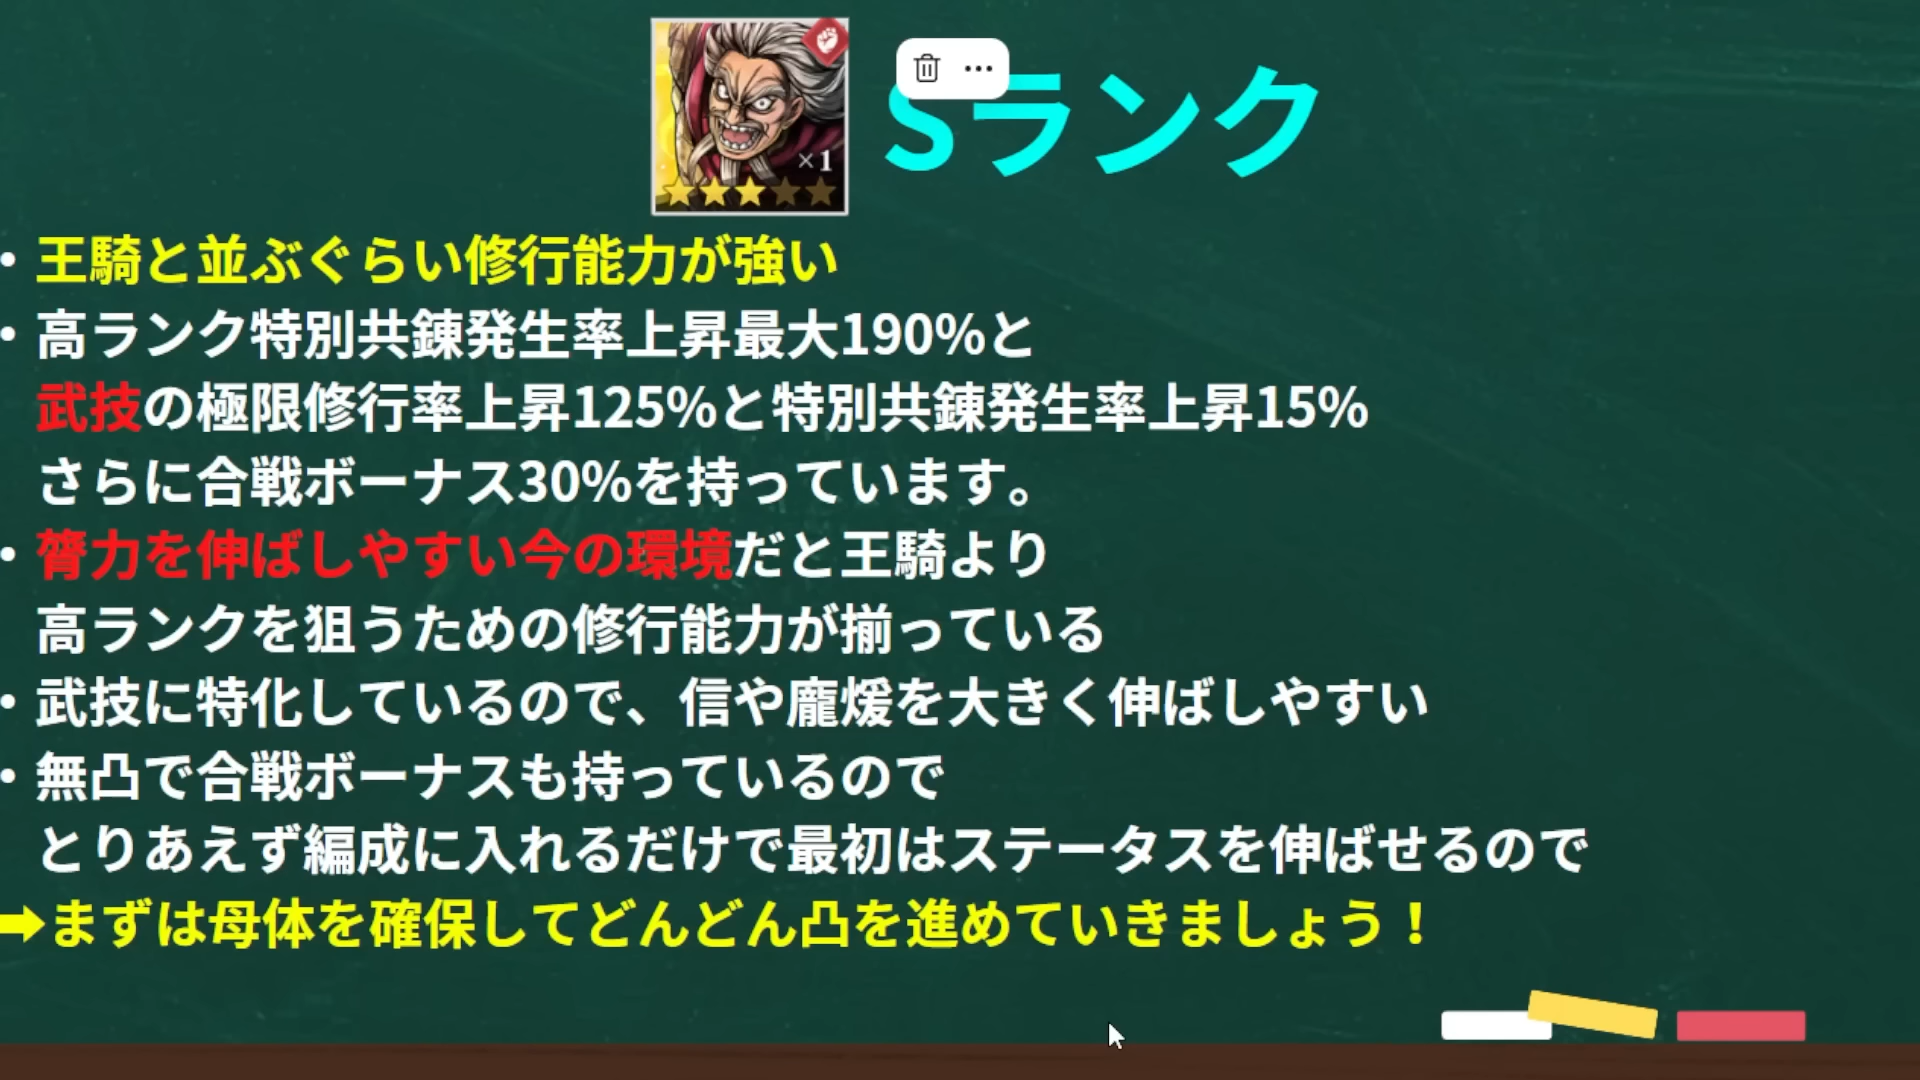 ×1
Sランク
・王騎と並ぶぐらい修行能力が強い
・高ランク特別共錬発生率上昇最大190%と
武技の極限修行率上昇125%と特別共錬発生率上昇15%
さらに合戦ボーナス30%を持っています。
・膂力を伸ばしやすい今の環境だと王騎より
高ランクを狙うための修行能力が揃っている
・武技に特化しているので、信や龐煖を大きく伸ばしやすい
・無凸で合戦ボーナスも持っているので
とりあえず編成に入れるだけで最初はステータスを伸ばせるので
➡まずは母体を確保してどんどん凸を進めていきましょう！